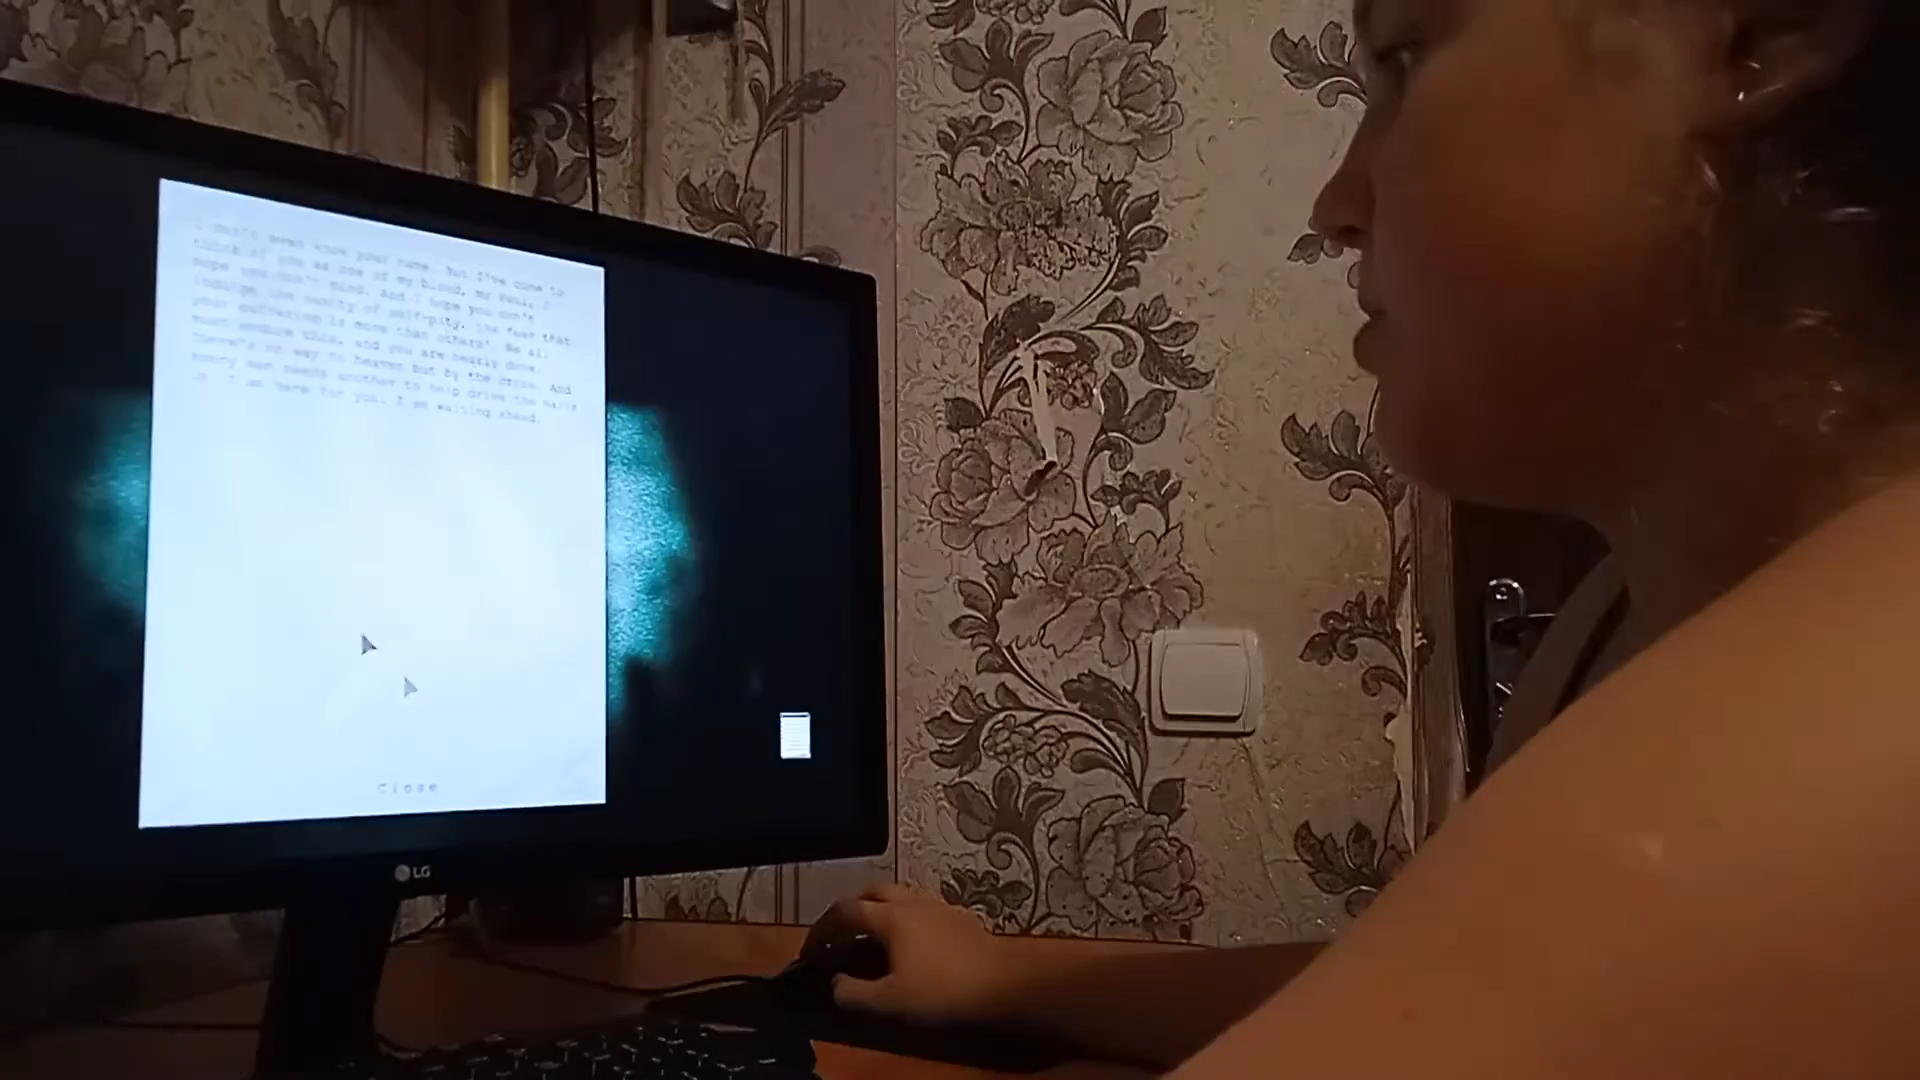 I don't even know your name. But I've come to
think of you as one of my blood, my Paul. I
hope you don't mind. And I hope you don't
indulge the vanity of self-pity, the fear that
your suffering is more than others'. We all
must endure this, and you are nearly done.
There's no way to heaven but by the cross. And
every man needs another to help drive the nails
I am here for you. I am waiting ahead.
Close
LG